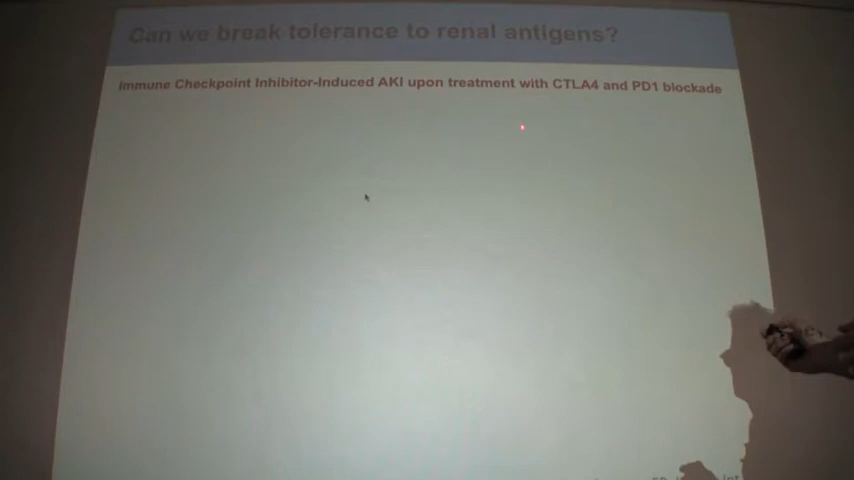 Can we break tolerance to renal antigens?
Immune Checkpoint Inhibitor-Induced AKI upon treatment with CTLA4 and PD1 blockade